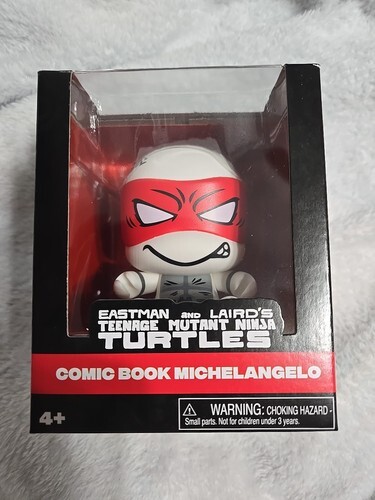 EASTMAN AND LAIRD'S
TEENAGE MUTANT NINJA
TURTLES
COMIC BOOK MICHELANGELO
4+
WARNING: CHOKING HAZARD -
Small parts. Not for children under 3 years.